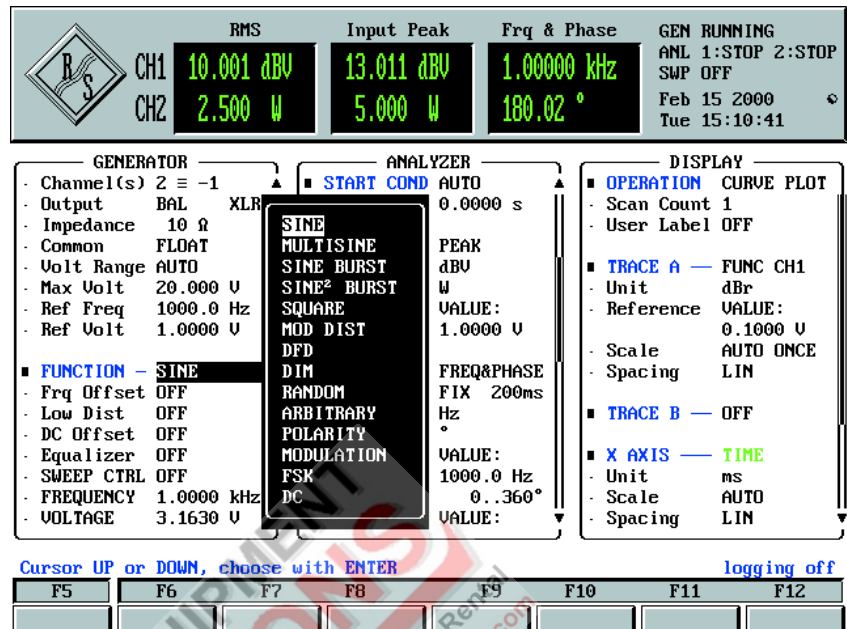 RMS Input Peak Frq & Phase
GEN RUNNING
ANL 1:STOP 2:STOP
SWP OFF
Feb 15 2000
Tue 15:10:41
R S
CH1 10.001 dBV 13.011 dBV 1.00000 kHz
CH2 2.500 W 5.000 W 180.02 °
GENERATOR
· Channel(s) 2 ≡ -1
· Output BAL XLR
· Impedance 10 Ω
· Common FLOAT
· Volt Range AUTO
· Max Volt 20.000 V
· Ref Freq 1000.0 Hz
· Ref Volt 1.0000 V
FUNCTION — SINE
· Frq Offset OFF
· Low Dist OFF
· DC Offset OFF
· Equalizer OFF
· SWEEP CTRL OFF
· FREQUENCY 1.0000 kHz
· VOLTAGE 3.1630 V
SINE
MULTISINE
SINE BURST
SINE² BURST
SQUARE
MOD DIST
DFD
DIM
RANDOM
ARBITRARY
POLARITY
MODULATION
FSK
DC
ANALYZER
START COND AUTO
0.0000 s
PEAK
dBV
W
VALUE:
1.0000 V
FREQ&PHASE
FIX 200ms
Hz
°
VALUE:
1000.0 Hz
0..360°
VALUE:
DISPLAY
OPERATION CURVE PLOT
· Scan Count 1
· User Label OFF
TRACE A — FUNC CH1
· Unit dBr
· Reference VALUE:
0.1000 V
· Scale AUTO ONCE
· Spacing LIN
TRACE B — OFF
X AXIS — TIME
· Unit ms
· Scale AUTO
· Spacing LIN
Cursor UP or DOWN, choose with ENTER logging off
F5 F6 F7 F8 F9 F10 F11 F12